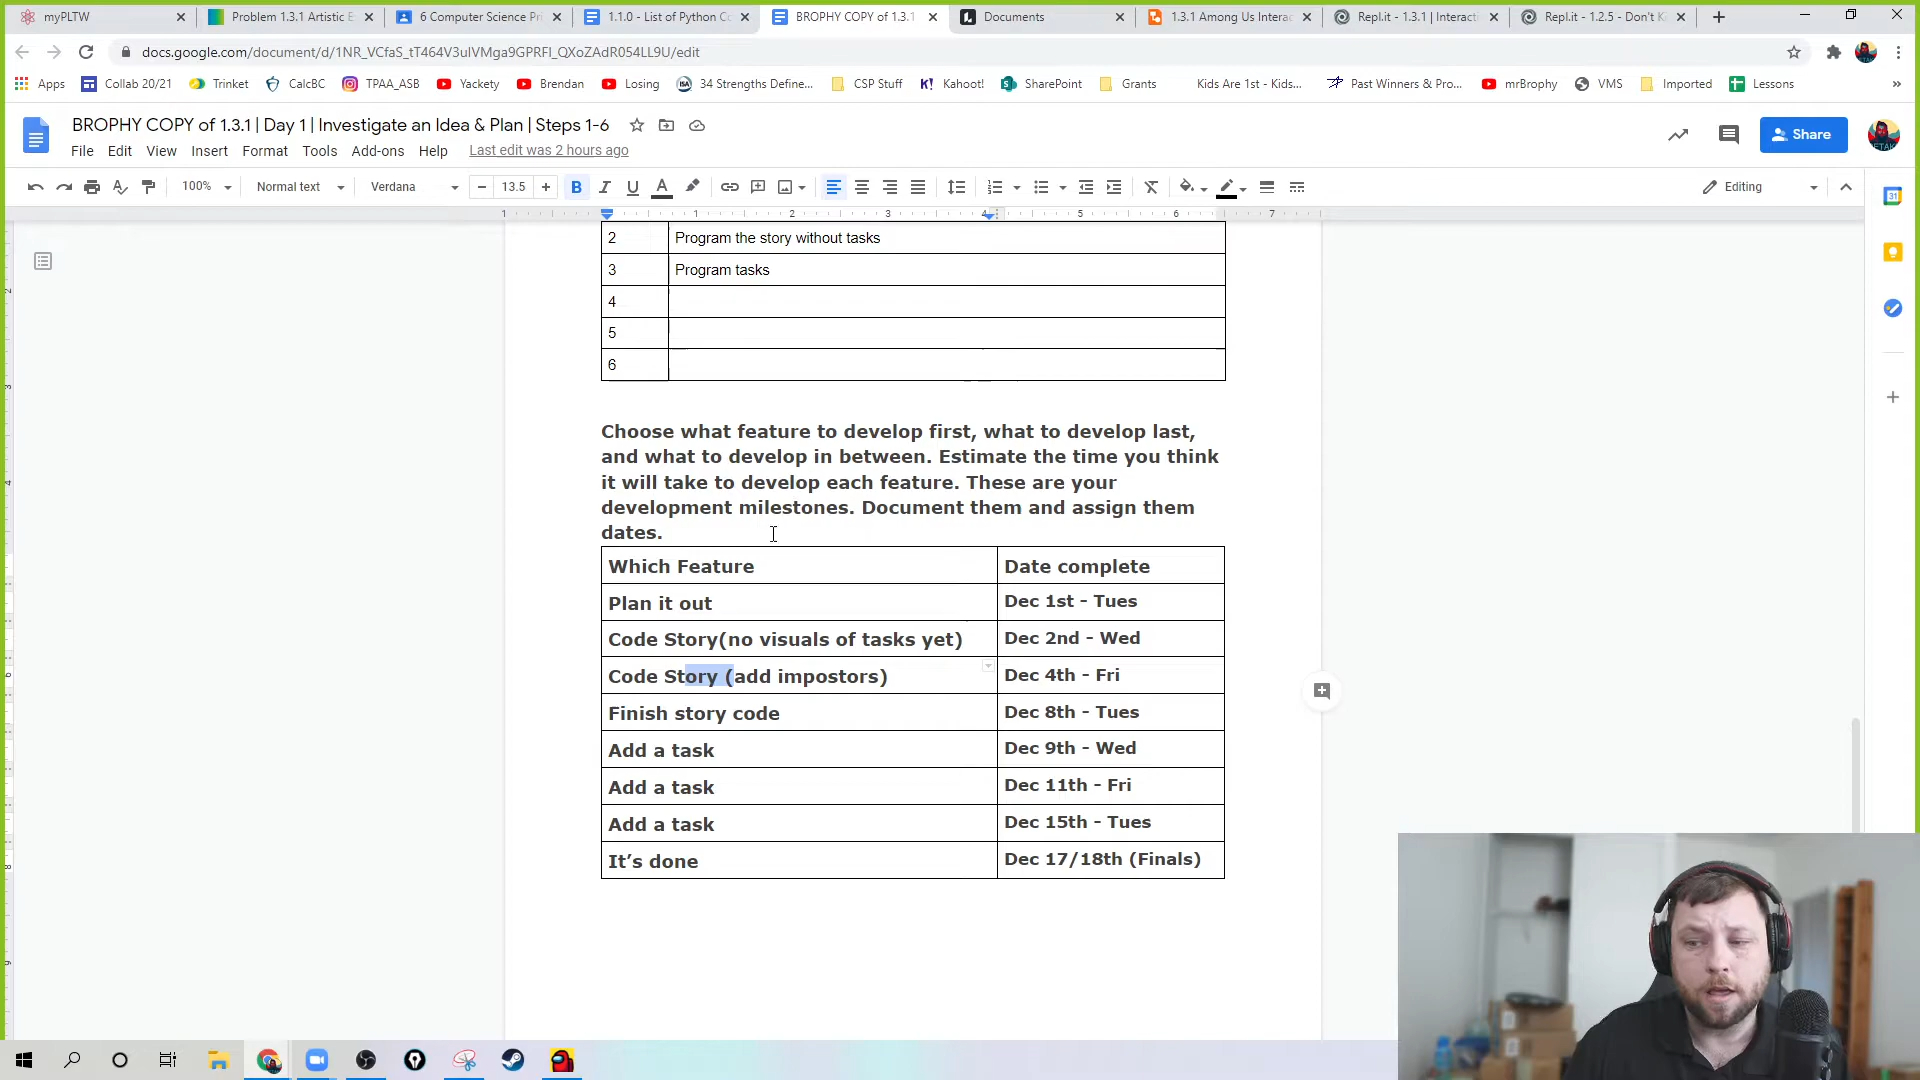 myPLTW
Problem 1.3.1 Artistic E
6 Computer Science Pri
1.1.0 - List of Python Co
BROPHY COPY of 1.3.1
Documents
1.3.1 Among Us Interac
Repl.it - 1.3.1 | Interacti
Repl.it - 1.2.5 - Don't K
docs.google.com/document/d/1NR_VCfaS_tT464V3ulVMga9GPRFI_QXoZAdR054LL9U/edit
Apps
Collab 20/21
Trinket
CalcBC
TPAA_ASB
Yackety
Brendan
Losing
34 Strengths Define...
CSP Stuff
Kahoot!
SharePoint
Grants
Kids Are 1st - Kids...
Past Winners & Pro...
mrBrophy
VMS
Imported
Lessons
BROPHY COPY of 1.3.1 | Day 1 | Investigate an Idea & Plan | Steps 1-6
Share
File Edit View Insert Format Tools Add-ons Help Last edit was 2 hours ago
100% Normal text Verdana 13.5 Editing
1 1 2 3 4 5 6 7
2 Program the story without tasks
3 Program tasks
4
5
6
Choose what feature to develop first, what to develop last,
and what to develop in between. Estimate the time you think
it will take to develop each feature. These are your
development milestones. Document them and assign them
dates.
Which Feature Date complete
Plan it out Dec 1st - Tues
Code Story(no visuals of tasks yet) Dec 2nd - Wed
Code Story (add impostors) Dec 4th - Fri
Finish story code Dec 8th - Tues
Add a task Dec 9th - Wed
Add a task Dec 11th - Fri
Add a task Dec 15th - Tues
It's done Dec 17/18th (Finals)